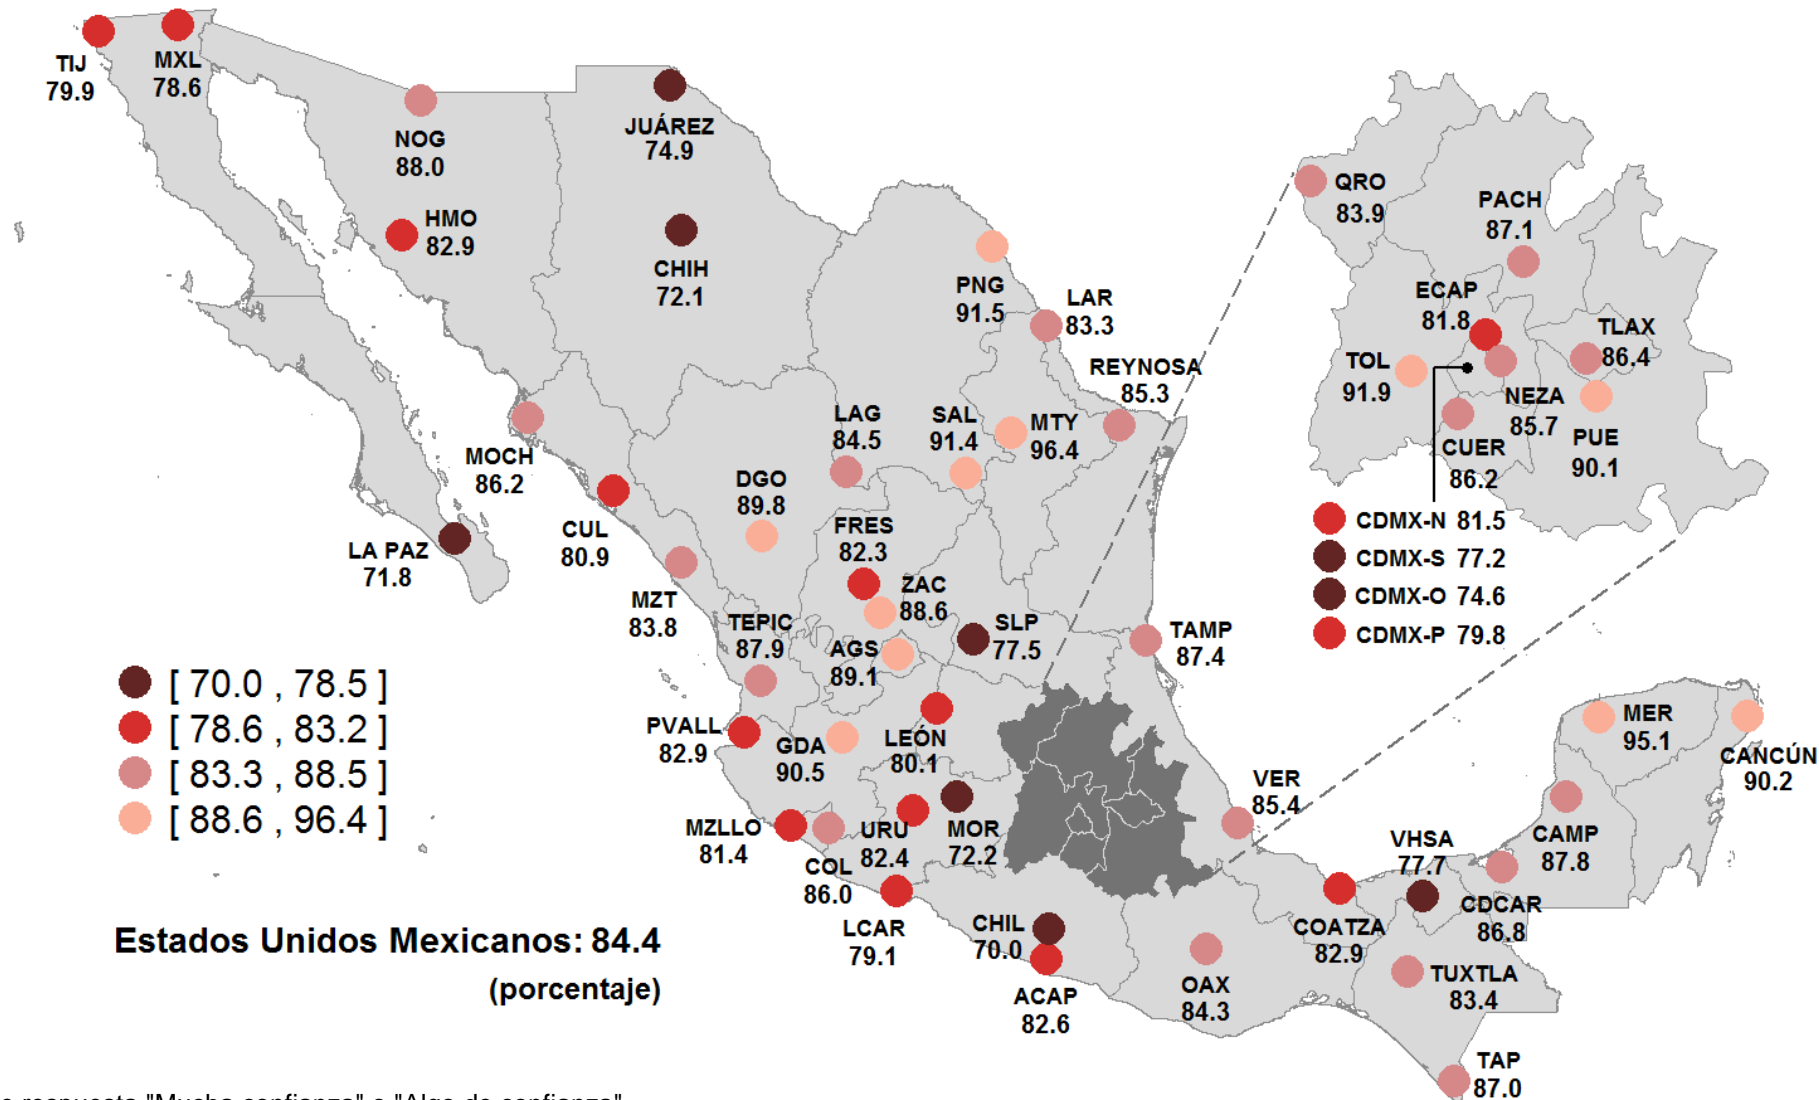 TIJ
79.9
MXL
78.6
NOG
88.0
HMO
82.9
JUÁREZ
74.9
CHIH
72.1
PNG
91.5
LAR
83.3
REYNOSA
85.3
LAG
84.5
SAL
91.4
MTY
96.4
MOCH
86.2
DGO
89.8
CUL
80.9
FRES
82.3
LA PAZ
71.8
MZT
83.8
ZAC
88.6
TEPIC
87.9
AGS
89.1
SLP
77.5
TAMP
87.4
PVALL
82.9
GDA
90.5
LEÓN
80.1
MZLLO
81.4
COL
86.0
URU
82.4
MOR
72.2
LCAR
79.1
CHIL
70.0
ACAP
82.6
OAX
84.3
VER
85.4
COATZA
82.9
VHSA
77.7
CDCAR
86.8
TUXTLA
83.4
TAP
87.0
CAMP
87.8
MER
95.1
CANCÚN
90.2
QRO
83.9
PACH
87.1
ECAP
81.8
TLAX
86.4
TOL
91.9
NEZA
85.7
CUER
86.2
PUE
90.1
CDMX-N 81.5
CDMX-S 77.2
CDMX-O 74.6
CDMX-P 79.8
[ 70.0 , 78.5 ]
[ 78.6 , 83.2 ]
[ 83.3 , 88.5 ]
[ 88.6 , 96.4 ]
Estados Unidos Mexicanos: 84.4
(porcentaje)
respuesta "Mucha confianza" o "Algo de confianza"